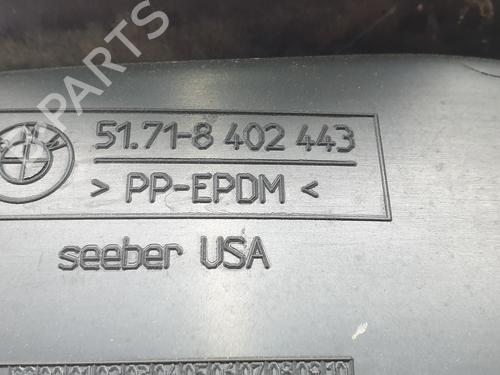 51.71-8 402 443
> PP-EPDM <
seeber USA
B-PARTS